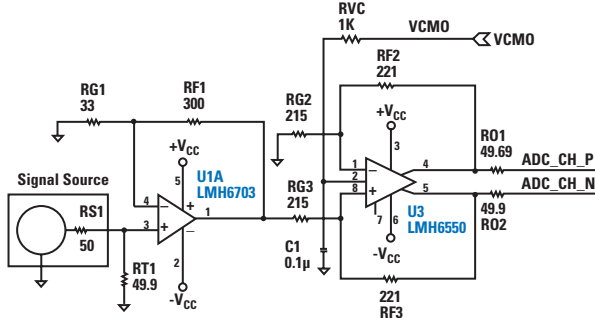 RVC
1K
VCMO
VCMO
RG1
33
RF1
300
RF2
221
RG2
215
+VCC
3
RO1
49.69
ADC_CH_P
+VCC
5
U1A
LMH6703
1
2
8
4
5
ADC_CH_N
Signal Source
RS1
50
4
3
1
+
−
−
+
−
+
RG3
215
7
6
U3
LMH6550
49.9
RO2
RT1
49.9
2
-VCC
C1
0.1µ
-VCC
221
RF3